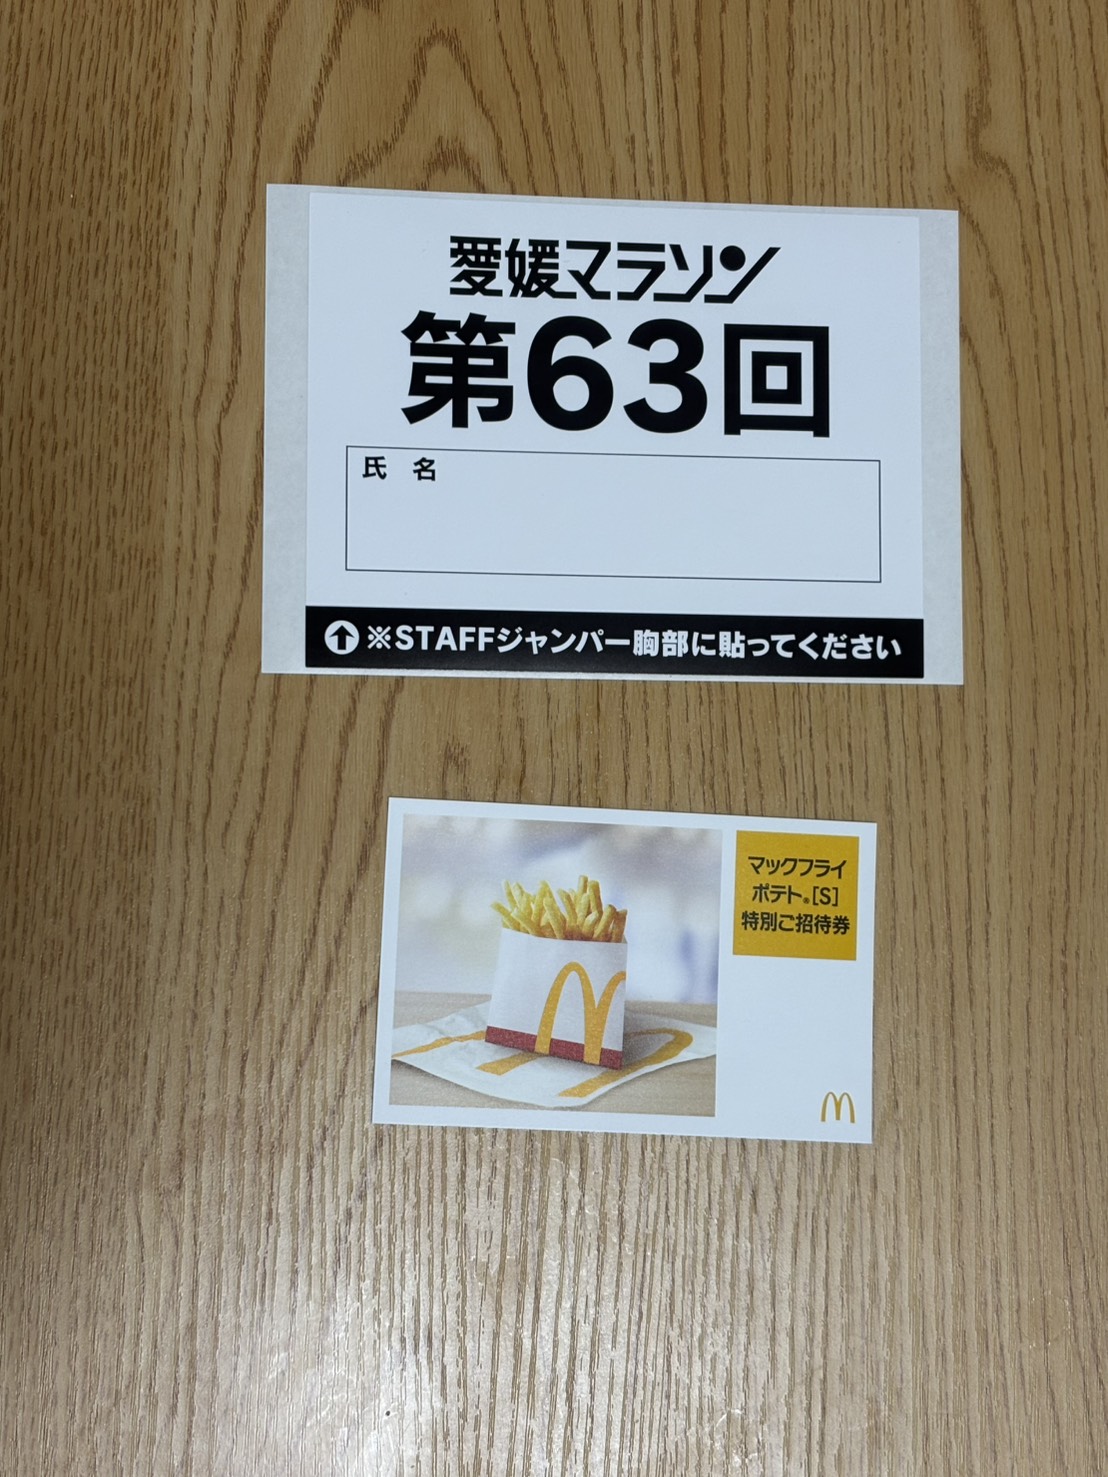 愛媛マラソン
第63回
氏 名
↑※STAFFジャンパー胸部に貼ってください
マックフライ
ポテト®[S]
特別ご招待券